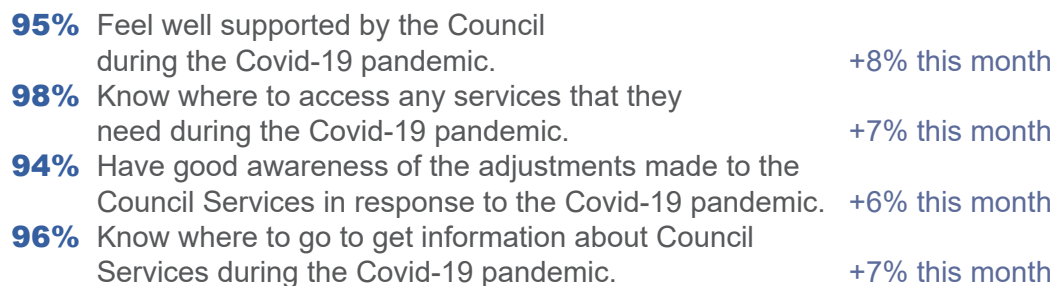 95% Feel well supported by the Council
during the Covid-19 pandemic. +8% this month
98% Know where to access any services that they
need during the Covid-19 pandemic. +7% this month
94% Have good awareness of the adjustments made to the
Council Services in response to the Covid-19 pandemic. +6% this month
96% Know where to go to get information about Council
Services during the Covid-19 pandemic. +7% this month